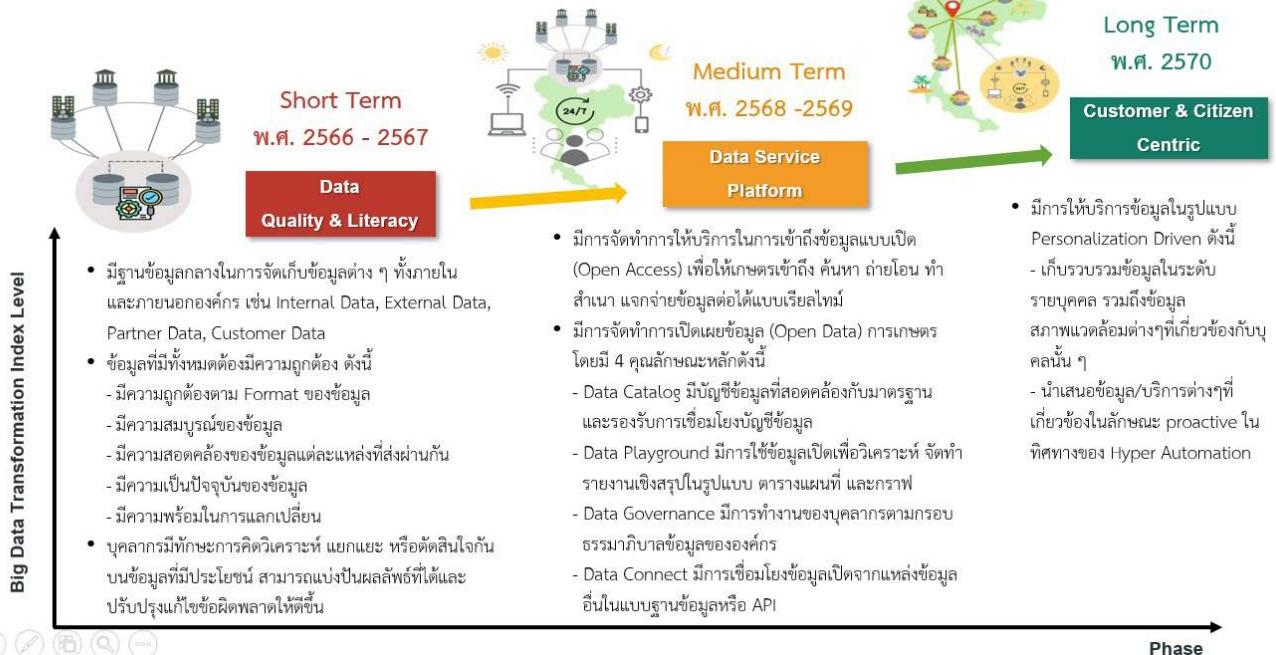 Short Term
พ.ศ. 2566 - 2567
Data
Quality & Literacy
• มีฐานข้อมูลกลางในการจัดเก็บข้อมูลต่าง ๆ ทั้งภายใน
และภายนอกองค์กร เช่น Internal Data, External Data,
Partner Data, Customer Data
• ข้อมูลที่มีทั้งหมดต้องมีความถูกต้อง ดังนี้
- มีความถูกต้องตาม Format ของข้อมูล
- มีความสมบูรณ์ของข้อมูล
- มีความสอดคล้องของข้อมูลแต่ละแหล่งที่ส่งผ่านกัน
- มีความเป็นปัจจุบันของข้อมูล
- มีความพร้อมในการแลกเปลี่ยน
• บุคลากรมีทักษะการคิดวิเคราะห์ แยกแยะ หรือตัดสินใจกัน
บนข้อมูลที่มีประโยชน์ สามารถแบ่งปันผลลัพธ์ที่ได้และ
ปรับปรุงแก้ไขข้อผิดพลาดให้ดีขึ้น
24/7
Medium Term
พ.ศ. 2568 -2569
Data Service
Platform
• มีการจัดทำการให้บริการในการเข้าถึงข้อมูลแบบเปิด
(Open Access) เพื่อให้เกษตรเข้าถึง ค้นหา ถ่ายโอน ทำ
สำเนา แจกจ่ายข้อมูลต่อได้แบบเรียลไทม์
• มีการจัดทำการเปิดเผยข้อมูล (Open Data) การเกษตร
โดยมี 4 คุณลักษณะหลักดังนี้
- Data Catalog มีบัญชีข้อมูลที่สอดคล้องกับมาตรฐาน
และรองรับการเชื่อมโยงบัญชีข้อมูล
- Data Playground มีการใช้ข้อมูลเปิดเพื่อวิเคราะห์ จัดทำ
รายงานเชิงสรุปในรูปแบบ ตารางแผนที่ และกราฟ
- Data Governance มีการทำงานของบุคลากรตามกรอบ
ธรรมาภิบาลข้อมูลขององค์กร
- Data Connect มีการเชื่อมโยงข้อมูลเปิดจากแหล่งข้อมูล
อื่นในแบบฐานข้อมูลหรือ API
24/7
Long Term
พ.ศ. 2570
Customer & Citizen
Centric
• มีการให้บริการข้อมูลในรูปแบบ
Personalization Driven ดังนี้
- เก็บรวบรวมข้อมูลในระดับ
รายบุคคล รวมถึงข้อมูล
สภาพแวดล้อมต่างๆที่เกี่ยวข้องกับบุ
คลนั้น ๆ
- นำเสนอข้อมูล/บริการต่างๆที่
เกี่ยวข้องในลักษณะ proactive ใน
ทิศทางของ Hyper Automation
Big Data Transformation Index Level
Phase